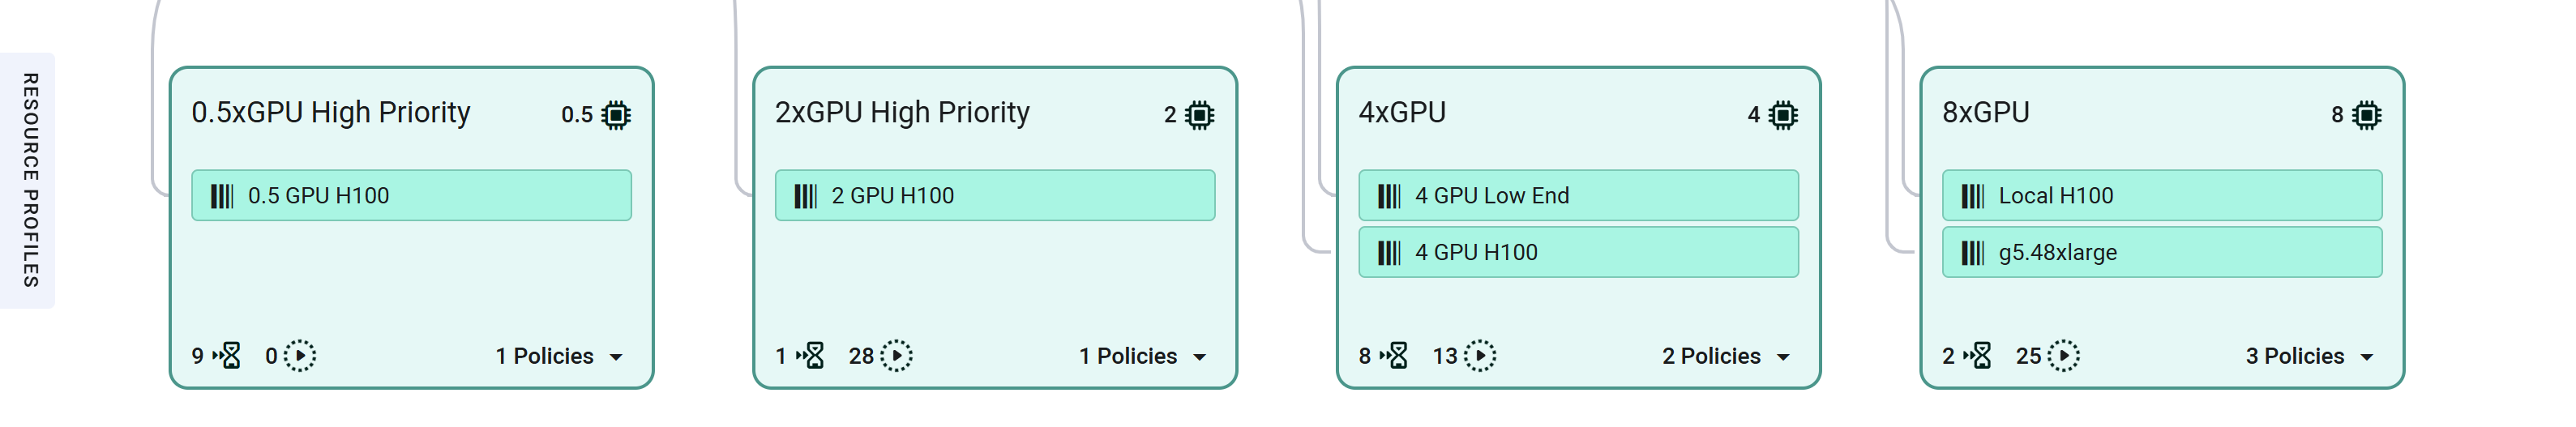 RESOURCE PROFILES
0.5xGPU High Priority 0.5
0.5 GPU H100
9 0 1 Policies
2xGPU High Priority 2
2 GPU H100
1 28 1 Policies
4xGPU 4
4 GPU Low End
4 GPU H100
8 13 2 Policies
8xGPU 8
Local H100
g5.48xlarge
2 25 3 Policies